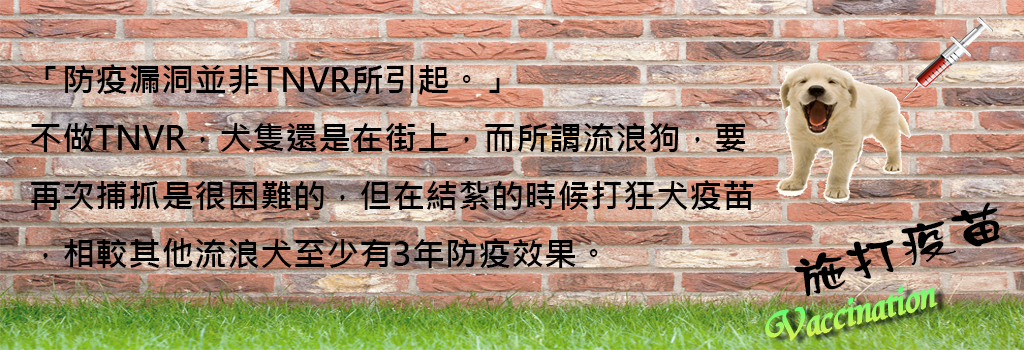 「防疫漏洞並非TNVR所引起。」
不做TNVR，犬隻還是在街上，而所謂流浪狗，要
再次捕抓是很困難的，但在結紮的時候打狂犬疫苗
，相較其他流浪犬至少有3年防疫效果。
施打疫苗
Vaccination